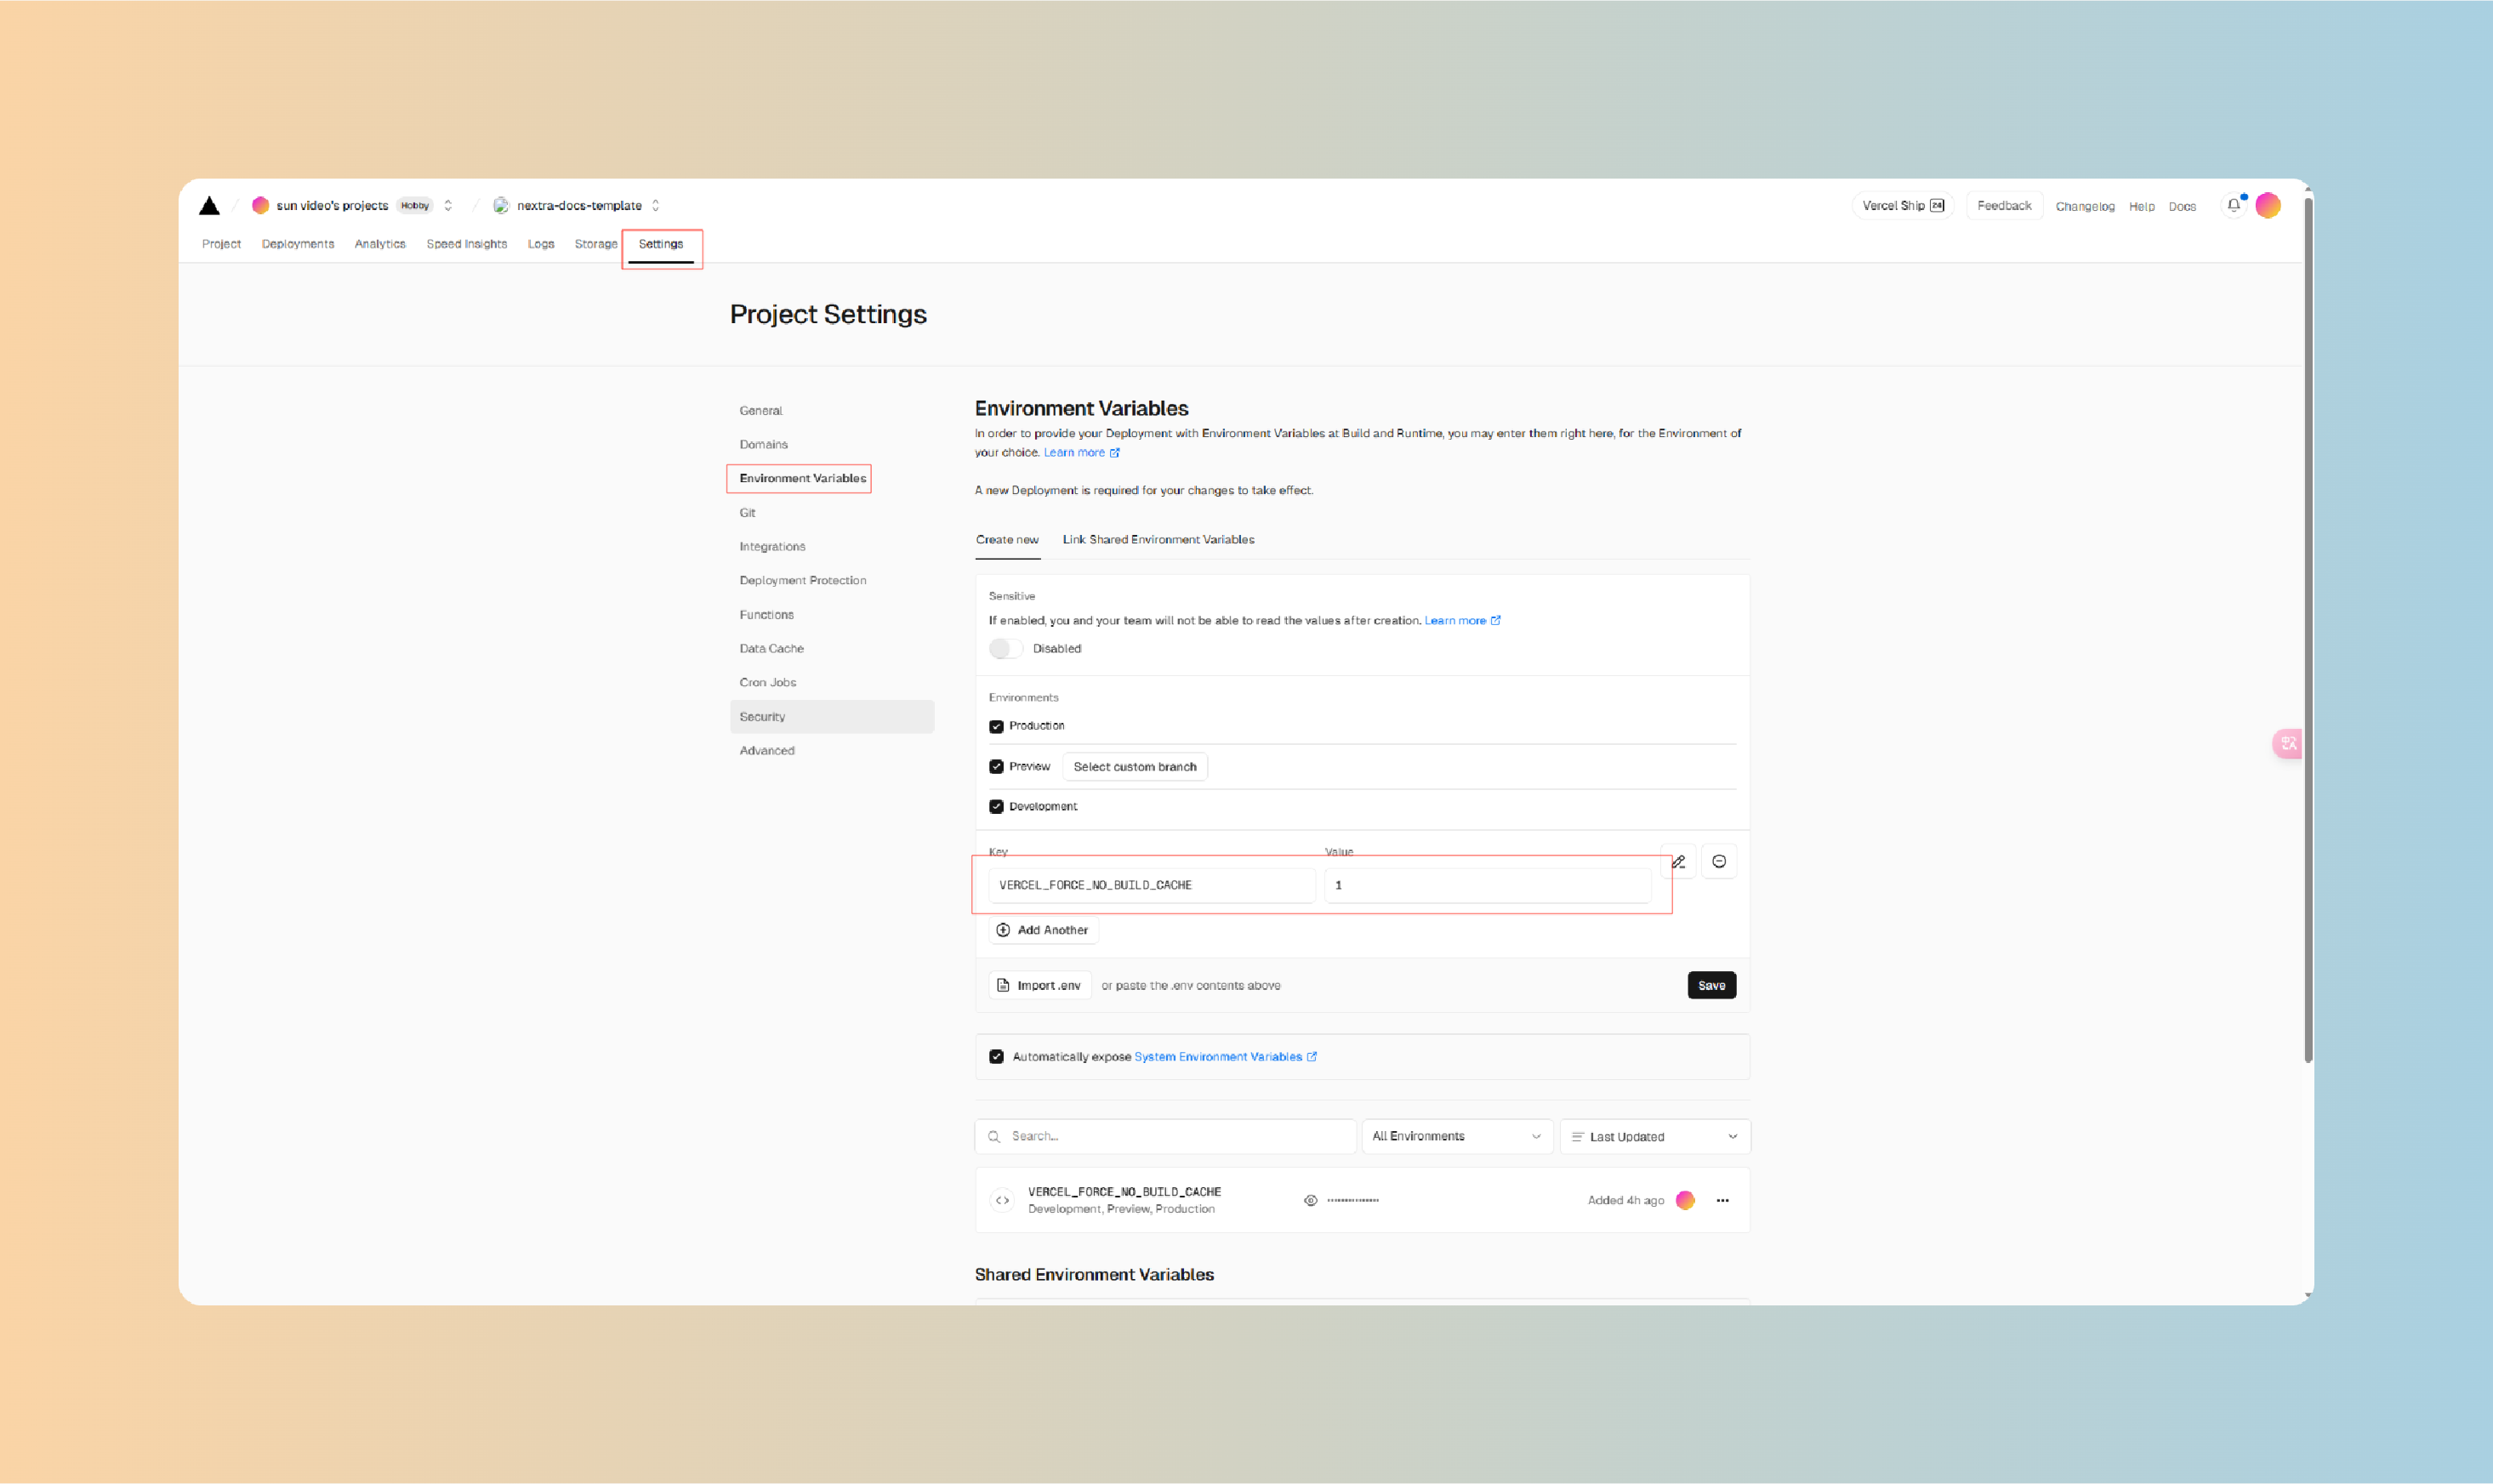 sun video's projects Hobby nextra-docs-template Vercel Ship 24 Feedback Changelog Help Docs
Project Deployments Analytics Speed Insights Logs Storage Settings
Project Settings
General
Domains
Environment Variables
Git
Integrations
Deployment Protection
Functions
Data Cache
Cron Jobs
Security
Advanced
Environment Variables
In order to provide your Deployment with Environment Variables at Build and Runtime, you may enter them right here, for the Environment of
your choice. Learn more
A new Deployment is required for your changes to take effect.
Create new Link Shared Environment Variables
Sensitive
If enabled, you and your team will not be able to read the values after creation. Learn more
Disabled
Environments
Production
Preview Select custom branch
Development
Key Value
VERCEL_FORCE_NO_BUILD_CACHE 1
Add Another
Import .env or paste the .env contents above Save
Automatically expose System Environment Variables
Search... All Environments Last Updated
VERCEL_FORCE_NO_BUILD_CACHE
Development, Preview, Production
••••••••••••••• Added 4h ago
Shared Environment Variables